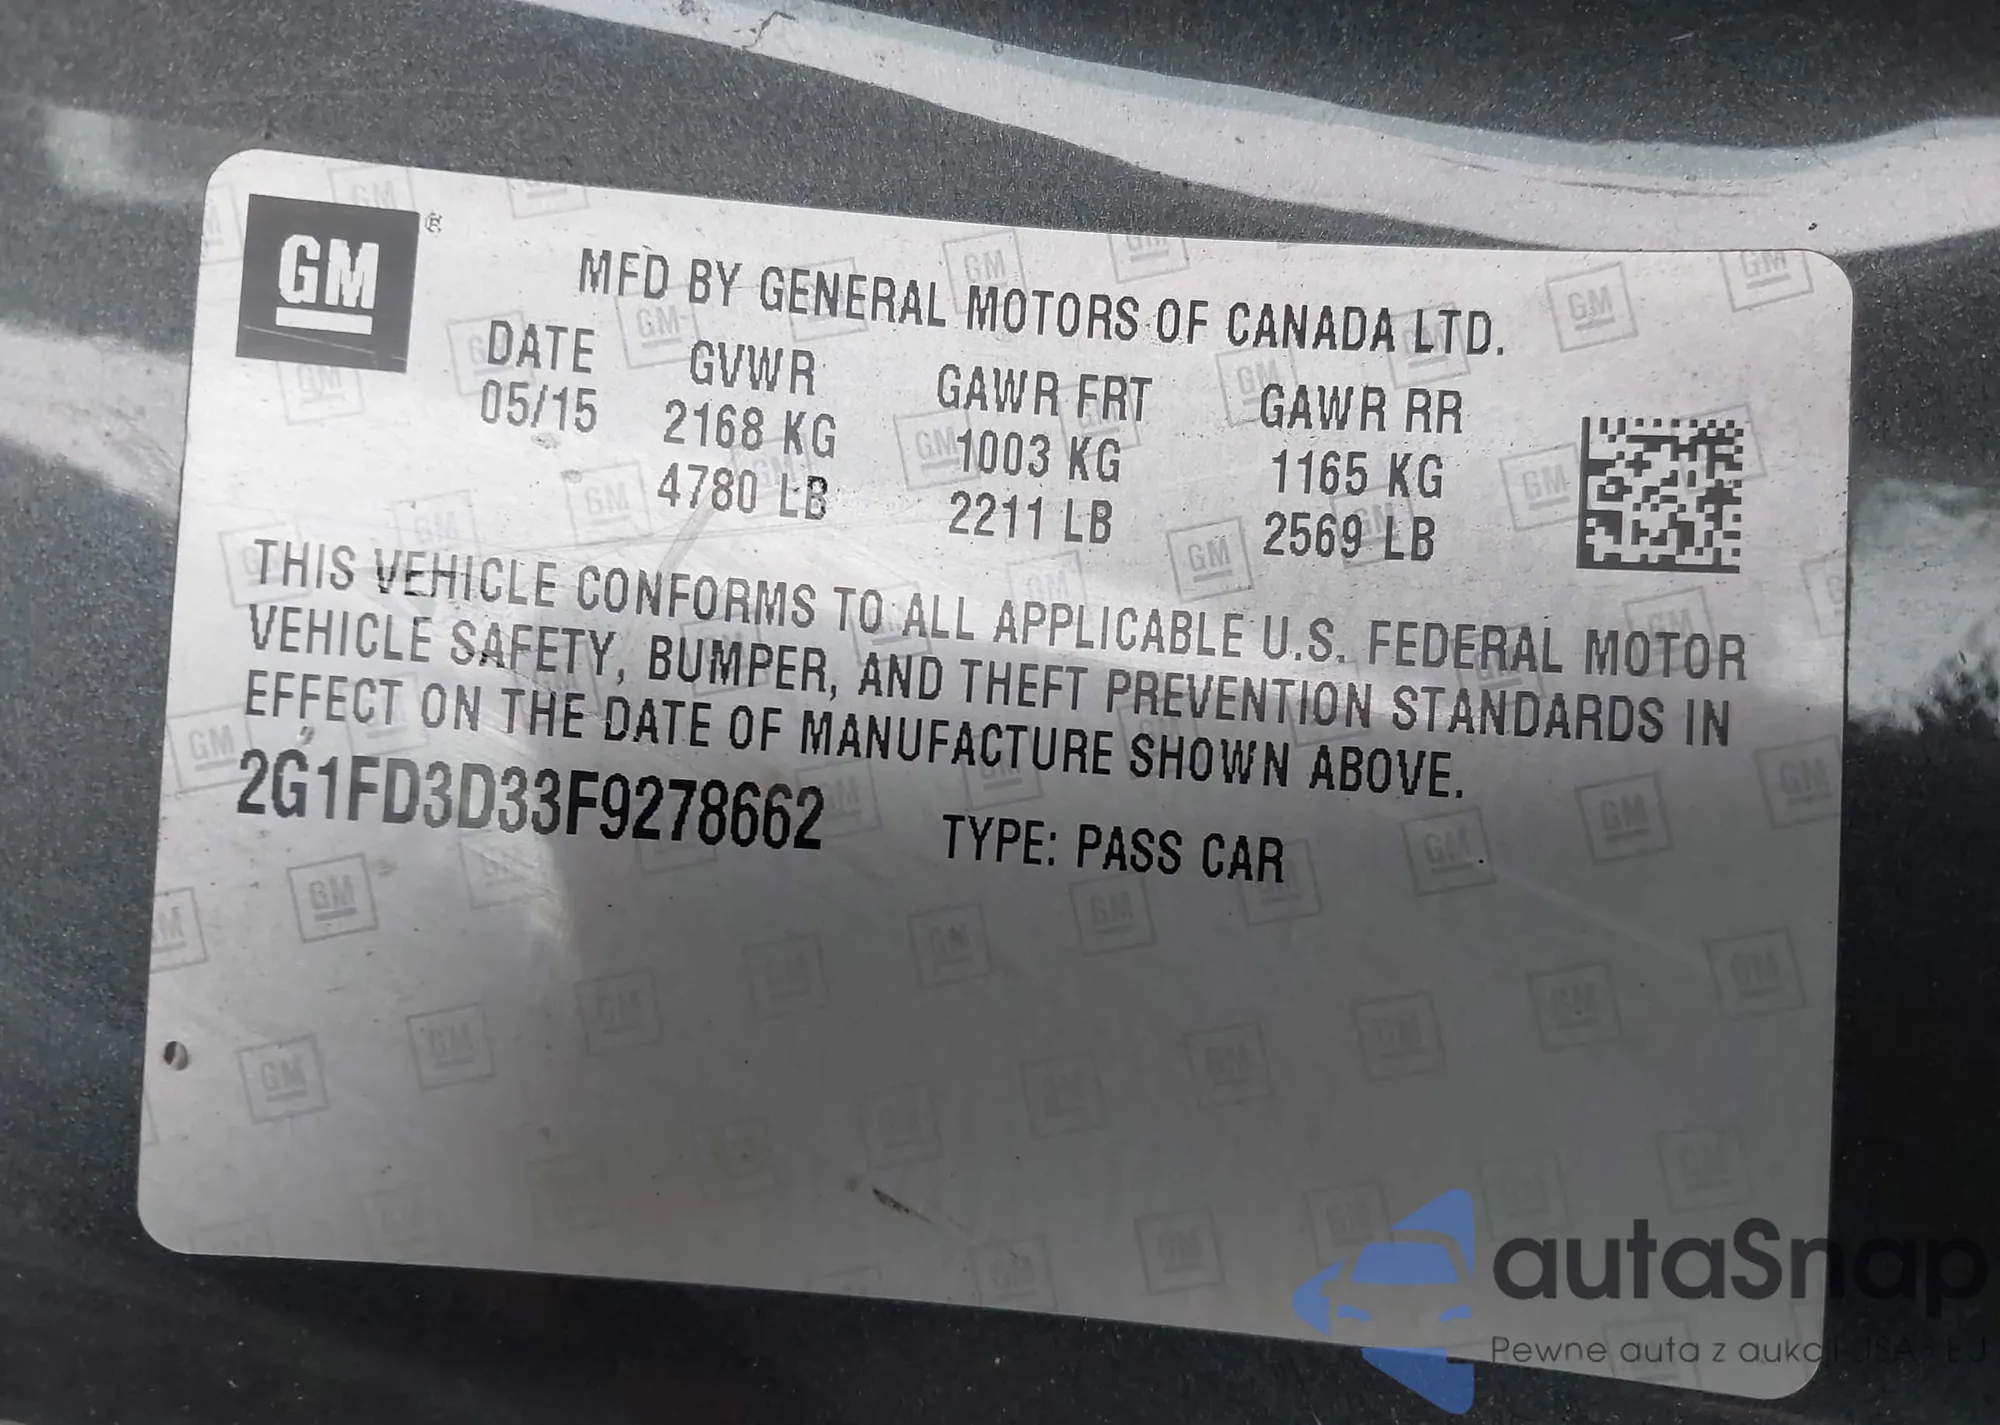 GM ®
MFD BY GENERAL MOTORS OF CANADA LTD.
DATE GVWR GAWR FRT GAWR RR
05/15 2168 KG 1003 KG 1165 KG
4780 LB 2211 LB 2569 LB
THIS VEHICLE CONFORMS TO ALL APPLICABLE U.S. FEDERAL MOTOR
VEHICLE SAFETY, BUMPER, AND THEFT PREVENTION STANDARDS IN
EFFECT ON THE DATE OF MANUFACTURE SHOWN ABOVE.
2G1FD3D33F9278662 TYPE: PASS CAR
autaSnap
Pewne auta z aukcji USA i EJ